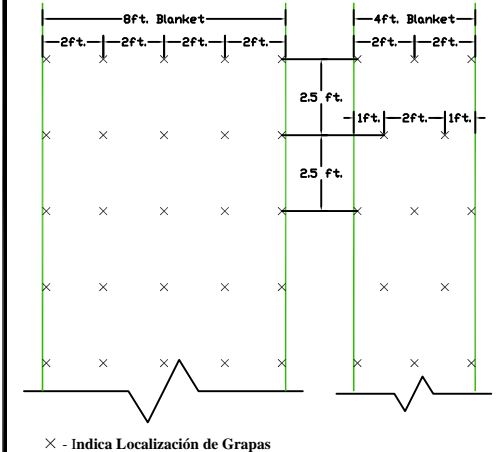 8ft. Blanket
4ft. Blanket
2ft. 2ft. 2ft. 2ft.
2ft. 2ft.
2.5 ft.
1ft. 2ft. 1ft.
2.5 ft.
× - Indica Localización de Grapas